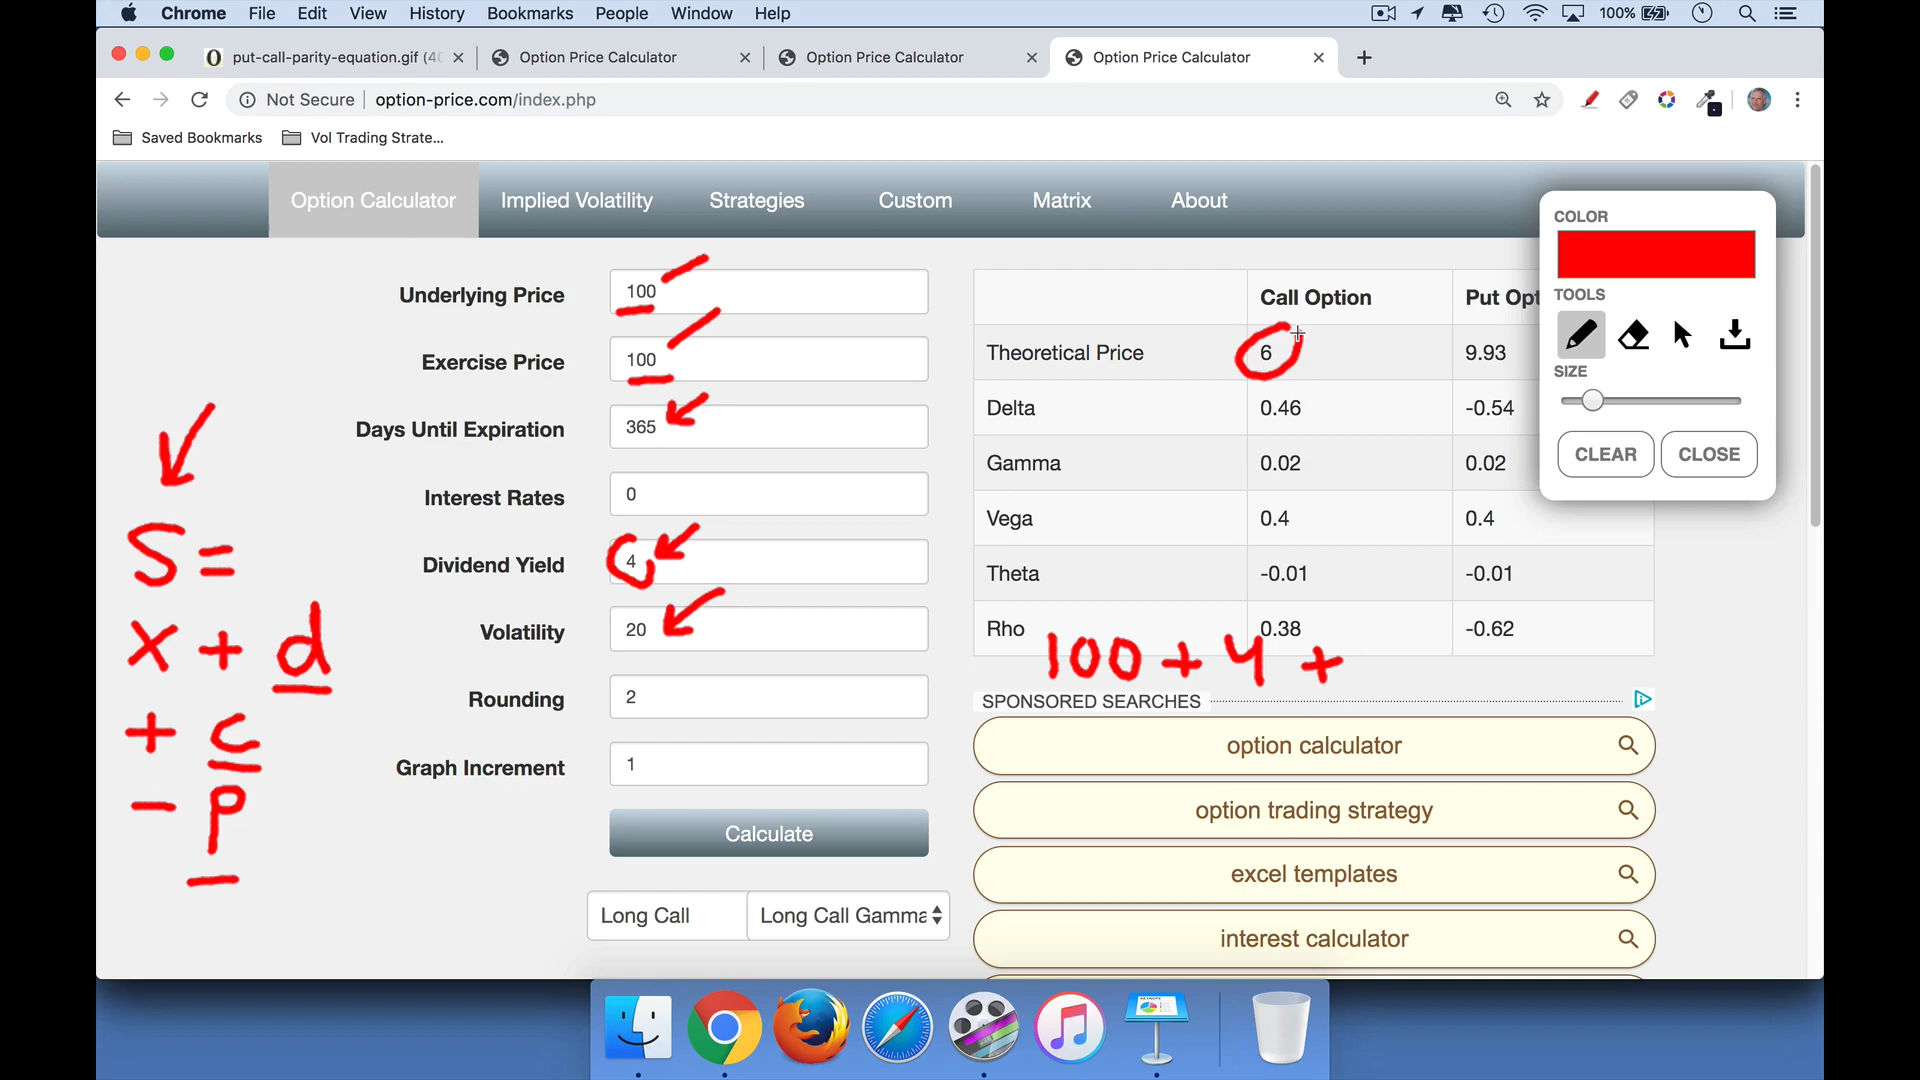 Chrome File Edit View History Bookmarks People Window Help 100%
put-call-parity-equation.gif Option Price Calculator Option Price Calculator Option Price Calculator
Not Secure option-price.com/index.php
Saved Bookmarks Vol Trading Strate...
Option Calculator Implied Volatility Strategies Custom Matrix About
COLOR
TOOLS
SIZE
CLEAR CLOSE
Underlying Price 100
Exercise Price 100
Days Until Expiration 365
Interest Rates 0
Dividend Yield 4
Volatility 20
Rounding 2
Graph Increment 1
Calculate
Long Call Long Call Gamma
Call Option Put Opt
Theoretical Price 6 9.93
Delta 0.46 -0.54
Gamma 0.02 0.02
Vega 0.4 0.4
Theta -0.01 -0.01
Rho 0.38 -0.62
100 + 4 +
S =
x + d
+ c
- p
SPONSORED SEARCHES
option calculator
option trading strategy
excel templates
interest calculator
KEYNOTE